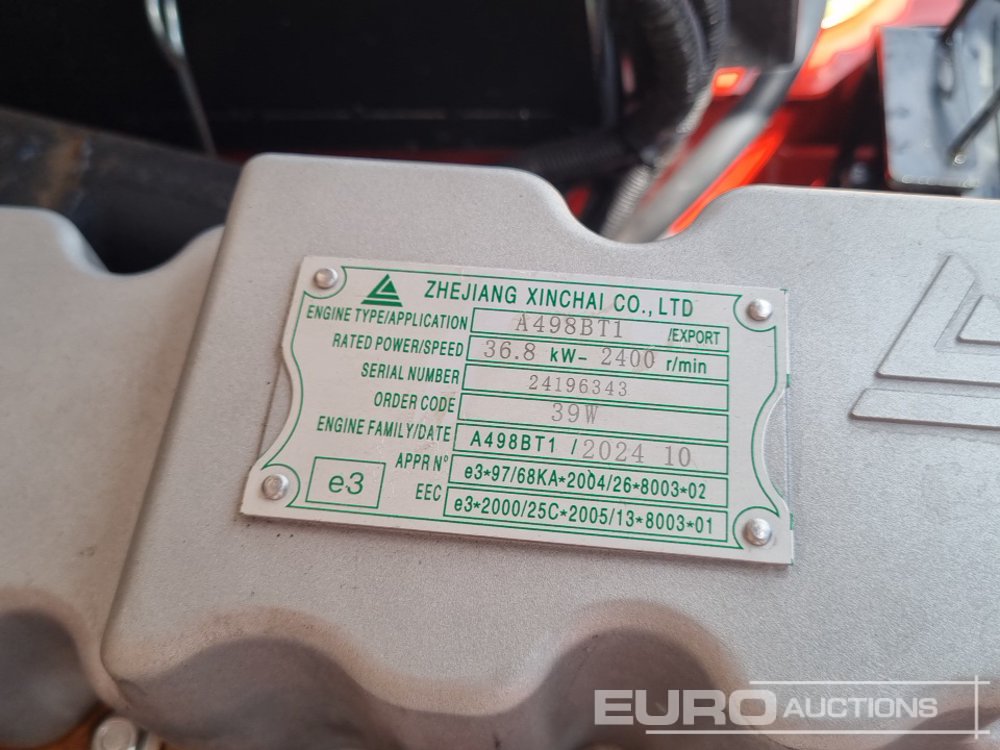 ZHEJIANG XINCHAI CO., LTD
ENGINE TYPE/APPLICATION A498BT1 /EXPORT
RATED POWER/SPEED 36.8 kW- 2400 r/min
SERIAL NUMBER 24196343
ORDER CODE 39W
ENGINE FAMILY/DATE A498BT1 / 2024 10
APPR N° e3*97/68KA*2004/26*8003*02
e3 EEC e3*2000/25C*2005/13*8003*01
EURO AUCTIONS